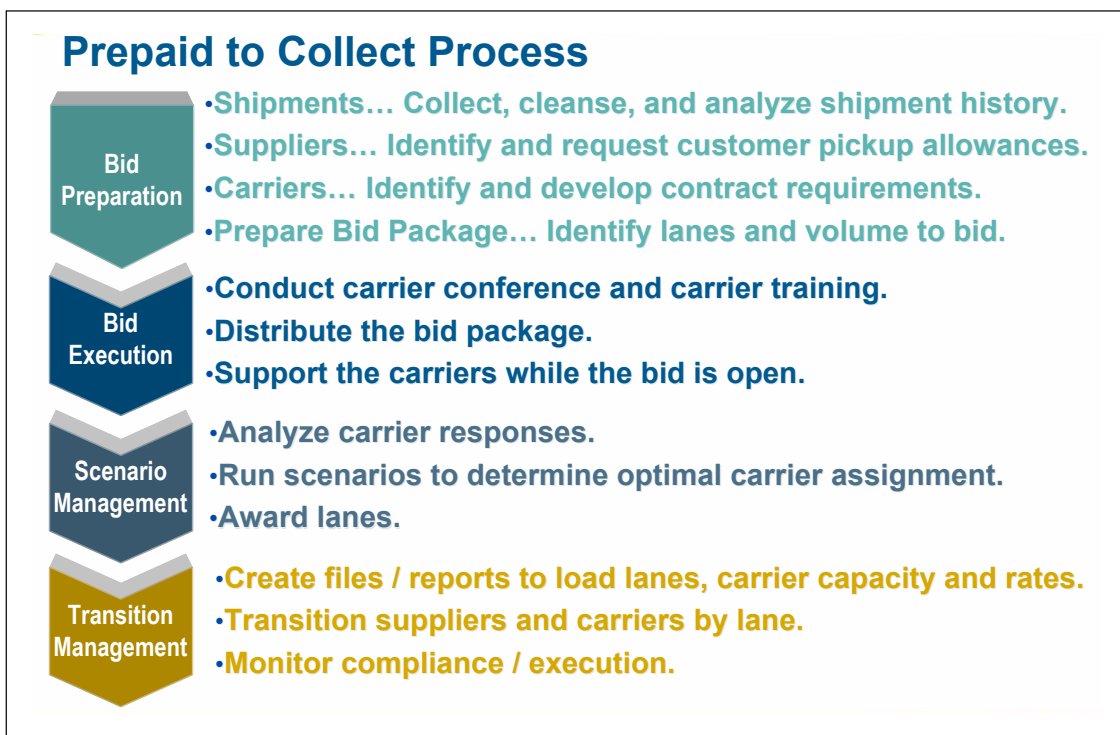 Prepaid to Collect Process
Bid
Preparation
•Shipments… Collect, cleanse, and analyze shipment history.
•Suppliers… Identify and request customer pickup allowances.
•Carriers… Identify and develop contract requirements.
•Prepare Bid Package… Identify lanes and volume to bid.
Bid
Execution
•Conduct carrier conference and carrier training.
•Distribute the bid package.
•Support the carriers while the bid is open.
Scenario
Management
•Analyze carrier responses.
•Run scenarios to determine optimal carrier assignment.
•Award lanes.
Transition
Management
•Create files / reports to load lanes, carrier capacity and rates.
•Transition suppliers and carriers by lane.
•Monitor compliance / execution.